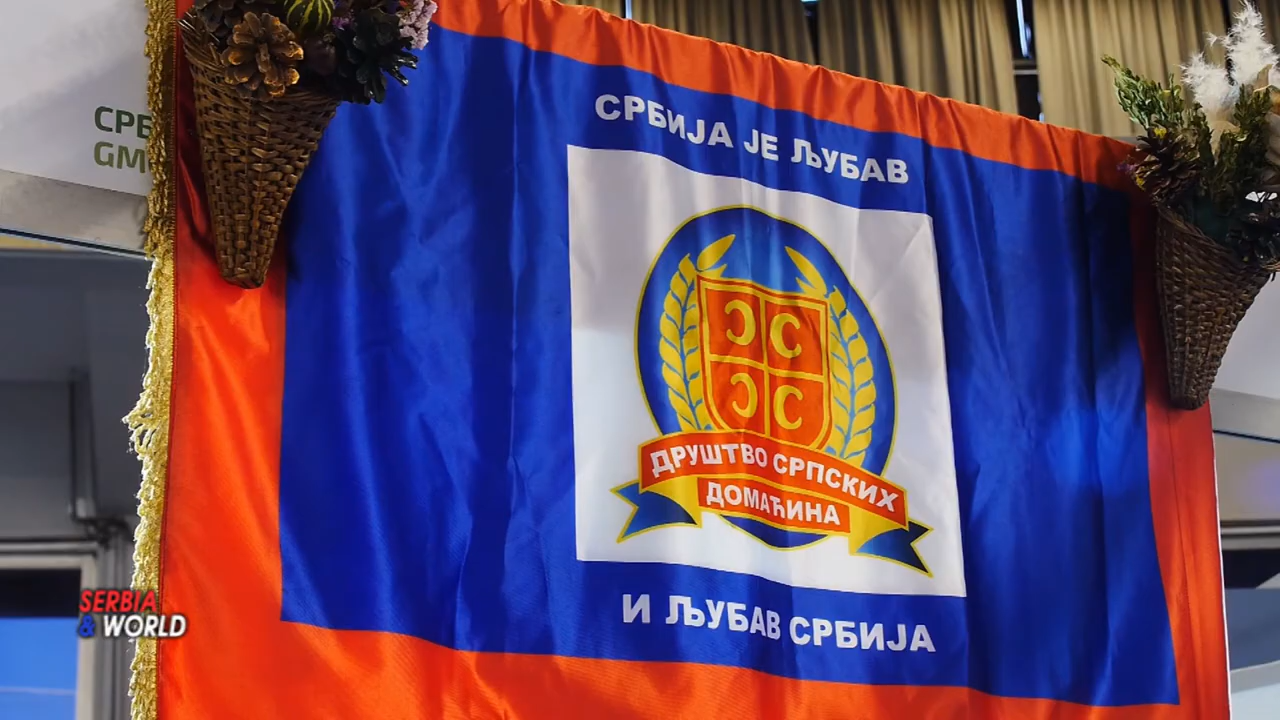 СРБИЈА ЈЕ ЉУБАВ
ДРУШТВО СРПСКИХ
ДОМАЋИНА
И ЉУБАВ СРБИЈА
SERBIA
& WORLD